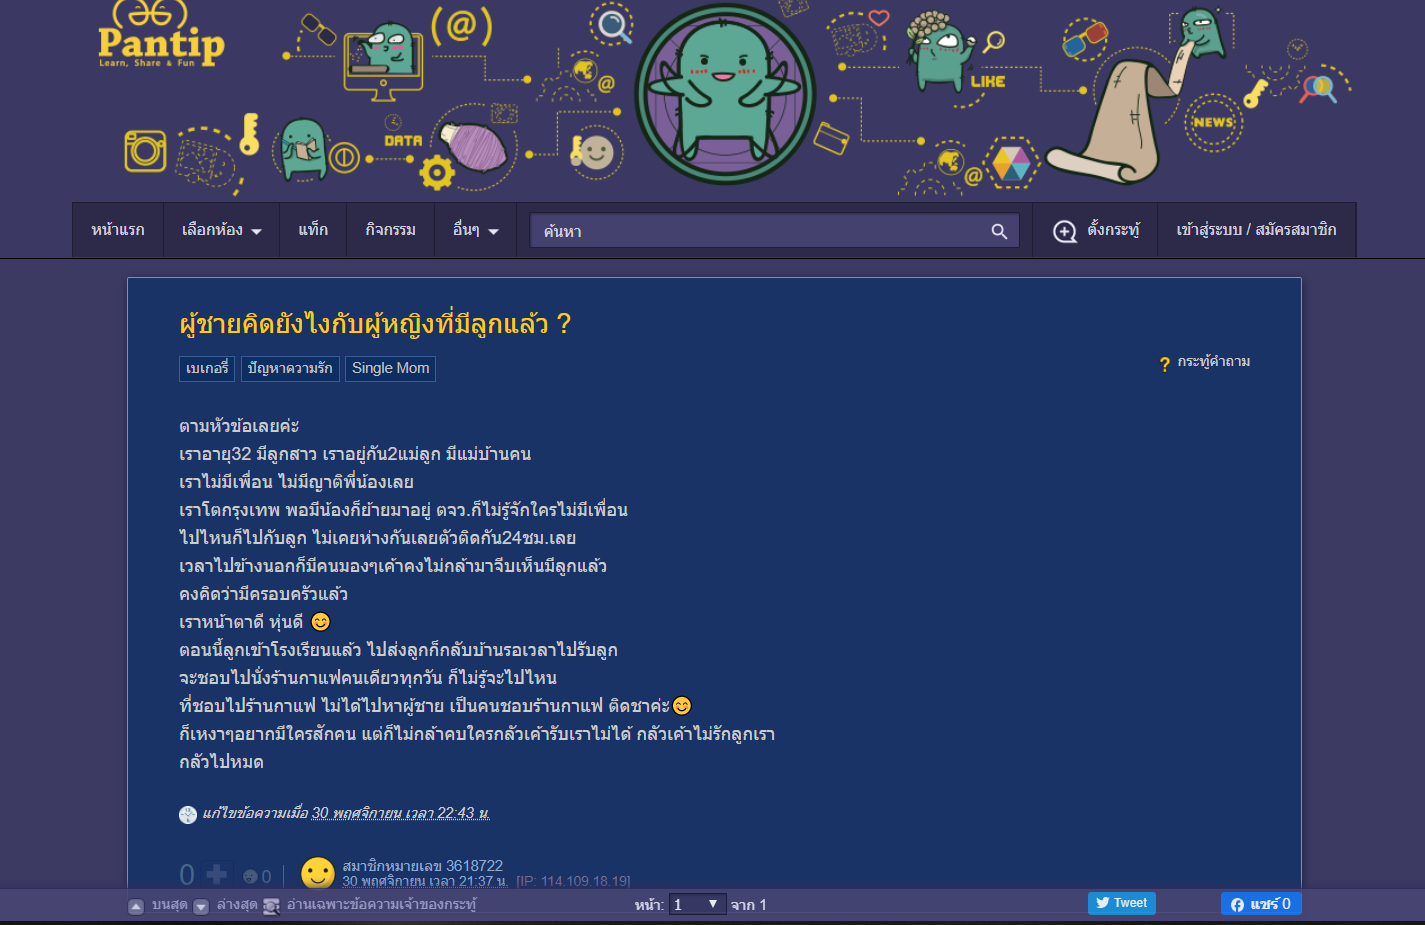 Pantip
Learn, Share & Fun
(@)
@
LIKE
DATA
NEWS
@
หน้าแรก
เลือกห้อง
แท็ก
กิจกรรม
อื่นๆ
ค้นหา
ตั้งกระทู้
เข้าสู่ระบบ / สมัครสมาชิก
ผู้ชายคิดยังไงกับผู้หญิงที่มีลูกแล้ว ?
เบเกอรี่ ปัญหาความรัก Single Mom
? กระทู้คำถาม
ตามหัวข้อเลยค่ะ
เราอายุ32 มีลูกสาว เราอยู่กัน2แม่ลูก มีแม่บ้านคน
เราไม่มีเพื่อน ไม่มีญาติพี่น้องเลย
เราโตกรุงเทพ พอมีน้องก็ย้ายมาอยู่ ตจว.ก็ไม่รู้จักใครไม่มีเพื่อน
ไปไหนก็ไปกับลูก ไม่เคยห่างกันเลยตัวติดกัน24ชม.เลย
เวลาไปข้างนอกก็มีคนมองๆเค้าคงไม่กล้ามาจีบเห็นมีลูกแล้ว
คงคิดว่ามีครอบครัวแล้ว
เราหน้าตาดี หุ่นดี 😊
ตอนนี้ลูกเข้าโรงเรียนแล้ว ไปส่งลูกก็กลับบ้านรอเวลาไปรับลูก
จะชอบไปนั่งร้านกาแฟคนเดียวทุกวัน ก็ไม่รู้จะไปไหน
ที่ชอบไปร้านกาแฟ ไม่ได้ไปหาผู้ชาย เป็นคนชอบร้านกาแฟ ติดชาค่ะ😊
ก็เหงาๆอยากมีใครสักคน แต่ก็ไม่กล้าคบใครกลัวเค้ารับเราไม่ได้ กลัวเค้าไม่รักลูกเรา
กลัวไปหมด
แก้ไขข้อความเมื่อ 30 พฤศจิกายน เวลา 22:43 น.
0 0
สมาชิกหมายเลข 3618722
30 พฤศจิกายน เวลา 21:37 น. [IP: 114.109.18.19]
บนสุด ล่างสุด อ่านเฉพาะข้อความเจ้าของกระทู้
หน้า: 1 จาก 1
Tweet
แชร์ 0